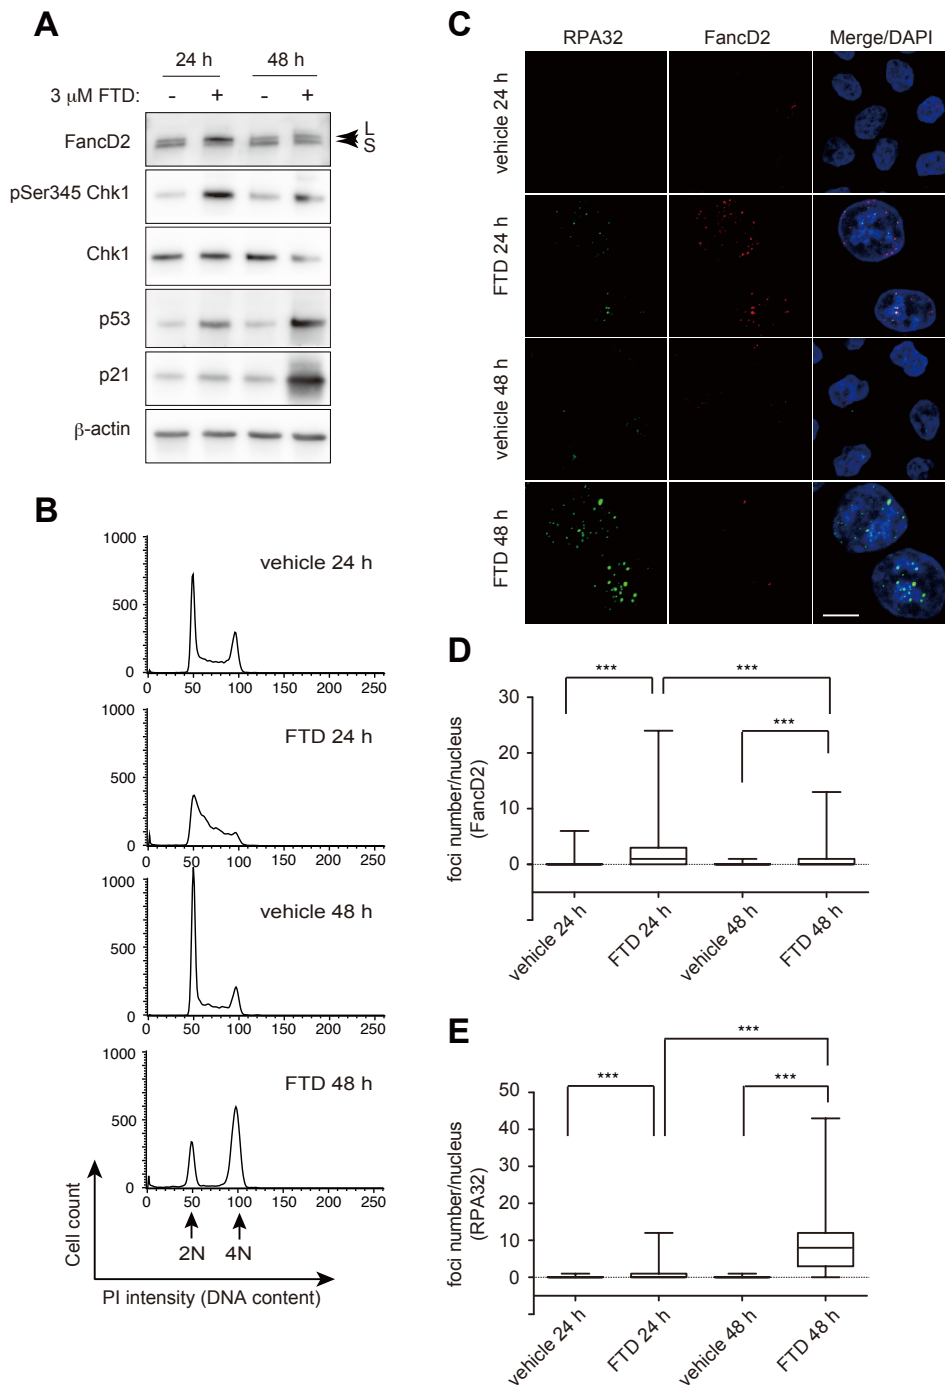 A
24 h 48 h
3 μM FTD: - + - +
FancD2
L
S
pSer345 Chk1
Chk1
p53
p21
β-actin
B
1000
500
0
vehicle 24 h
0 50 100 150 200 250
1000
500
0
FTD 24 h
0 50 100 150 200 250
1000
500
0
vehicle 48 h
0 50 100 150 200 250
1000
500
0
FTD 48 h
0 50 100 150 200 250
2N 4N
Cell count
PI intensity (DNA content)
C
RPA32 FancD2 Merge/DAPI
vehicle 24 h
FTD 24 h
vehicle 48 h
FTD 48 h
D
*** ***
***
30
20
10
0
foci number/nucleus
(FancD2)
vehicle 24 h
FTD 24 h
vehicle 48 h
FTD 48 h
E
***
*** ***
50
40
30
20
10
0
foci number/nucleus
(RPA32)
vehicle 24 h
FTD 24 h
vehicle 48 h
FTD 48 h